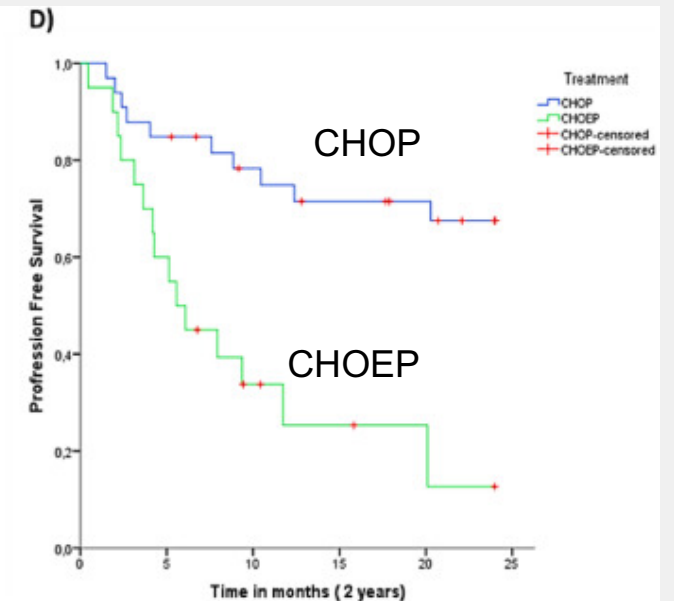 D)
Treatment
CHOP
CHOEP
CHOP-censored
CHOEP-censored
CHOP
CHOEP
Profression Free Survival
1,0
0,8
0,6
0,4
0,2
0,0
0 5 10 15 20 25
Time in months ( 2 years)